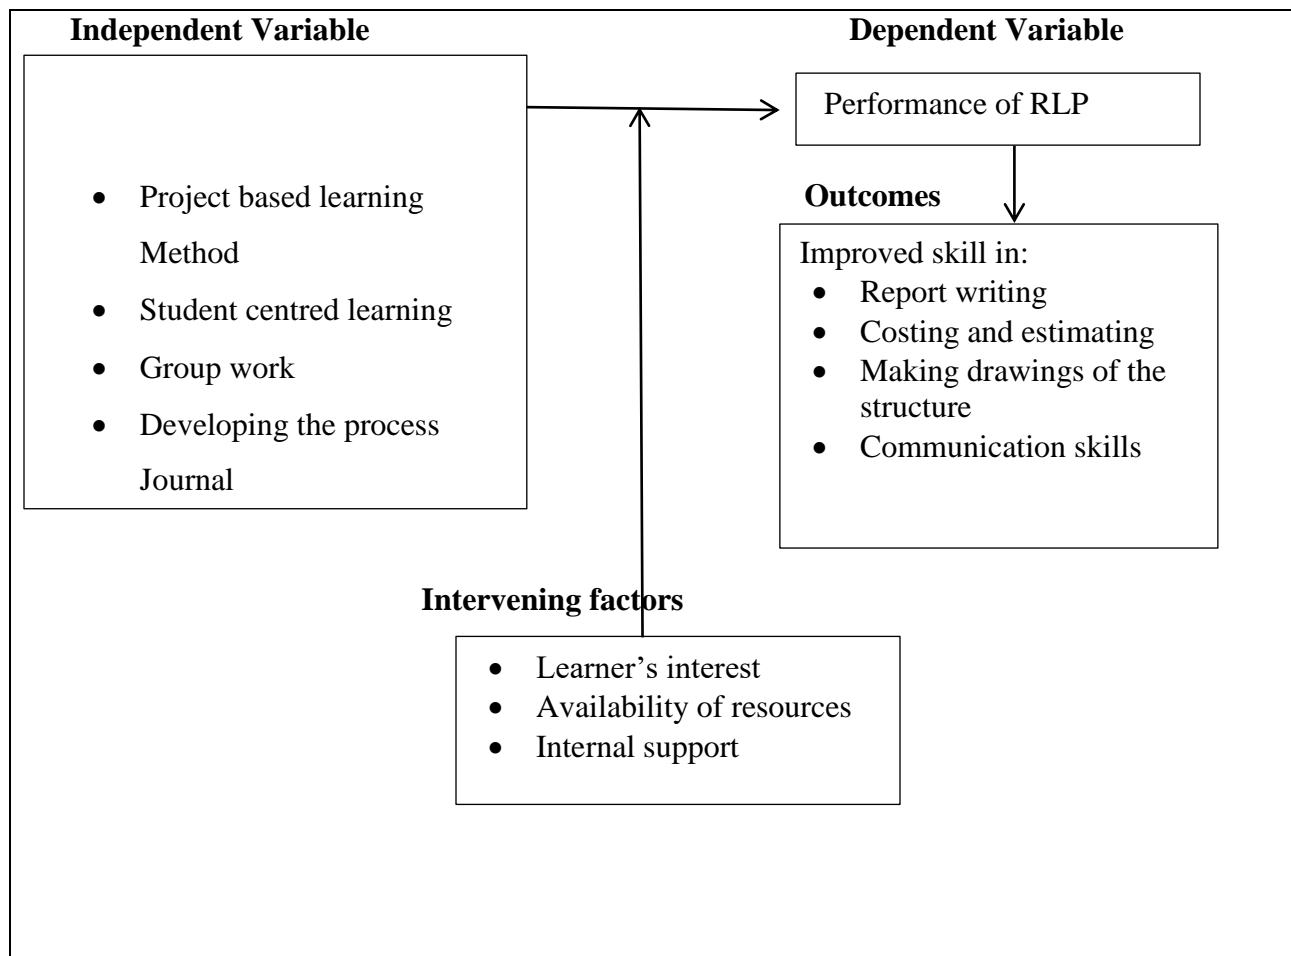 Independent Variable
• Project based learning
Method
• Student centred learning
• Group work
• Developing the process
Journal
Dependent Variable
Performance of RLP
Outcomes
Improved skill in:
• Report writing
• Costing and estimating
• Making drawings of the
structure
• Communication skills
Intervening factors
• Learner’s interest
• Availability of resources
• Internal support